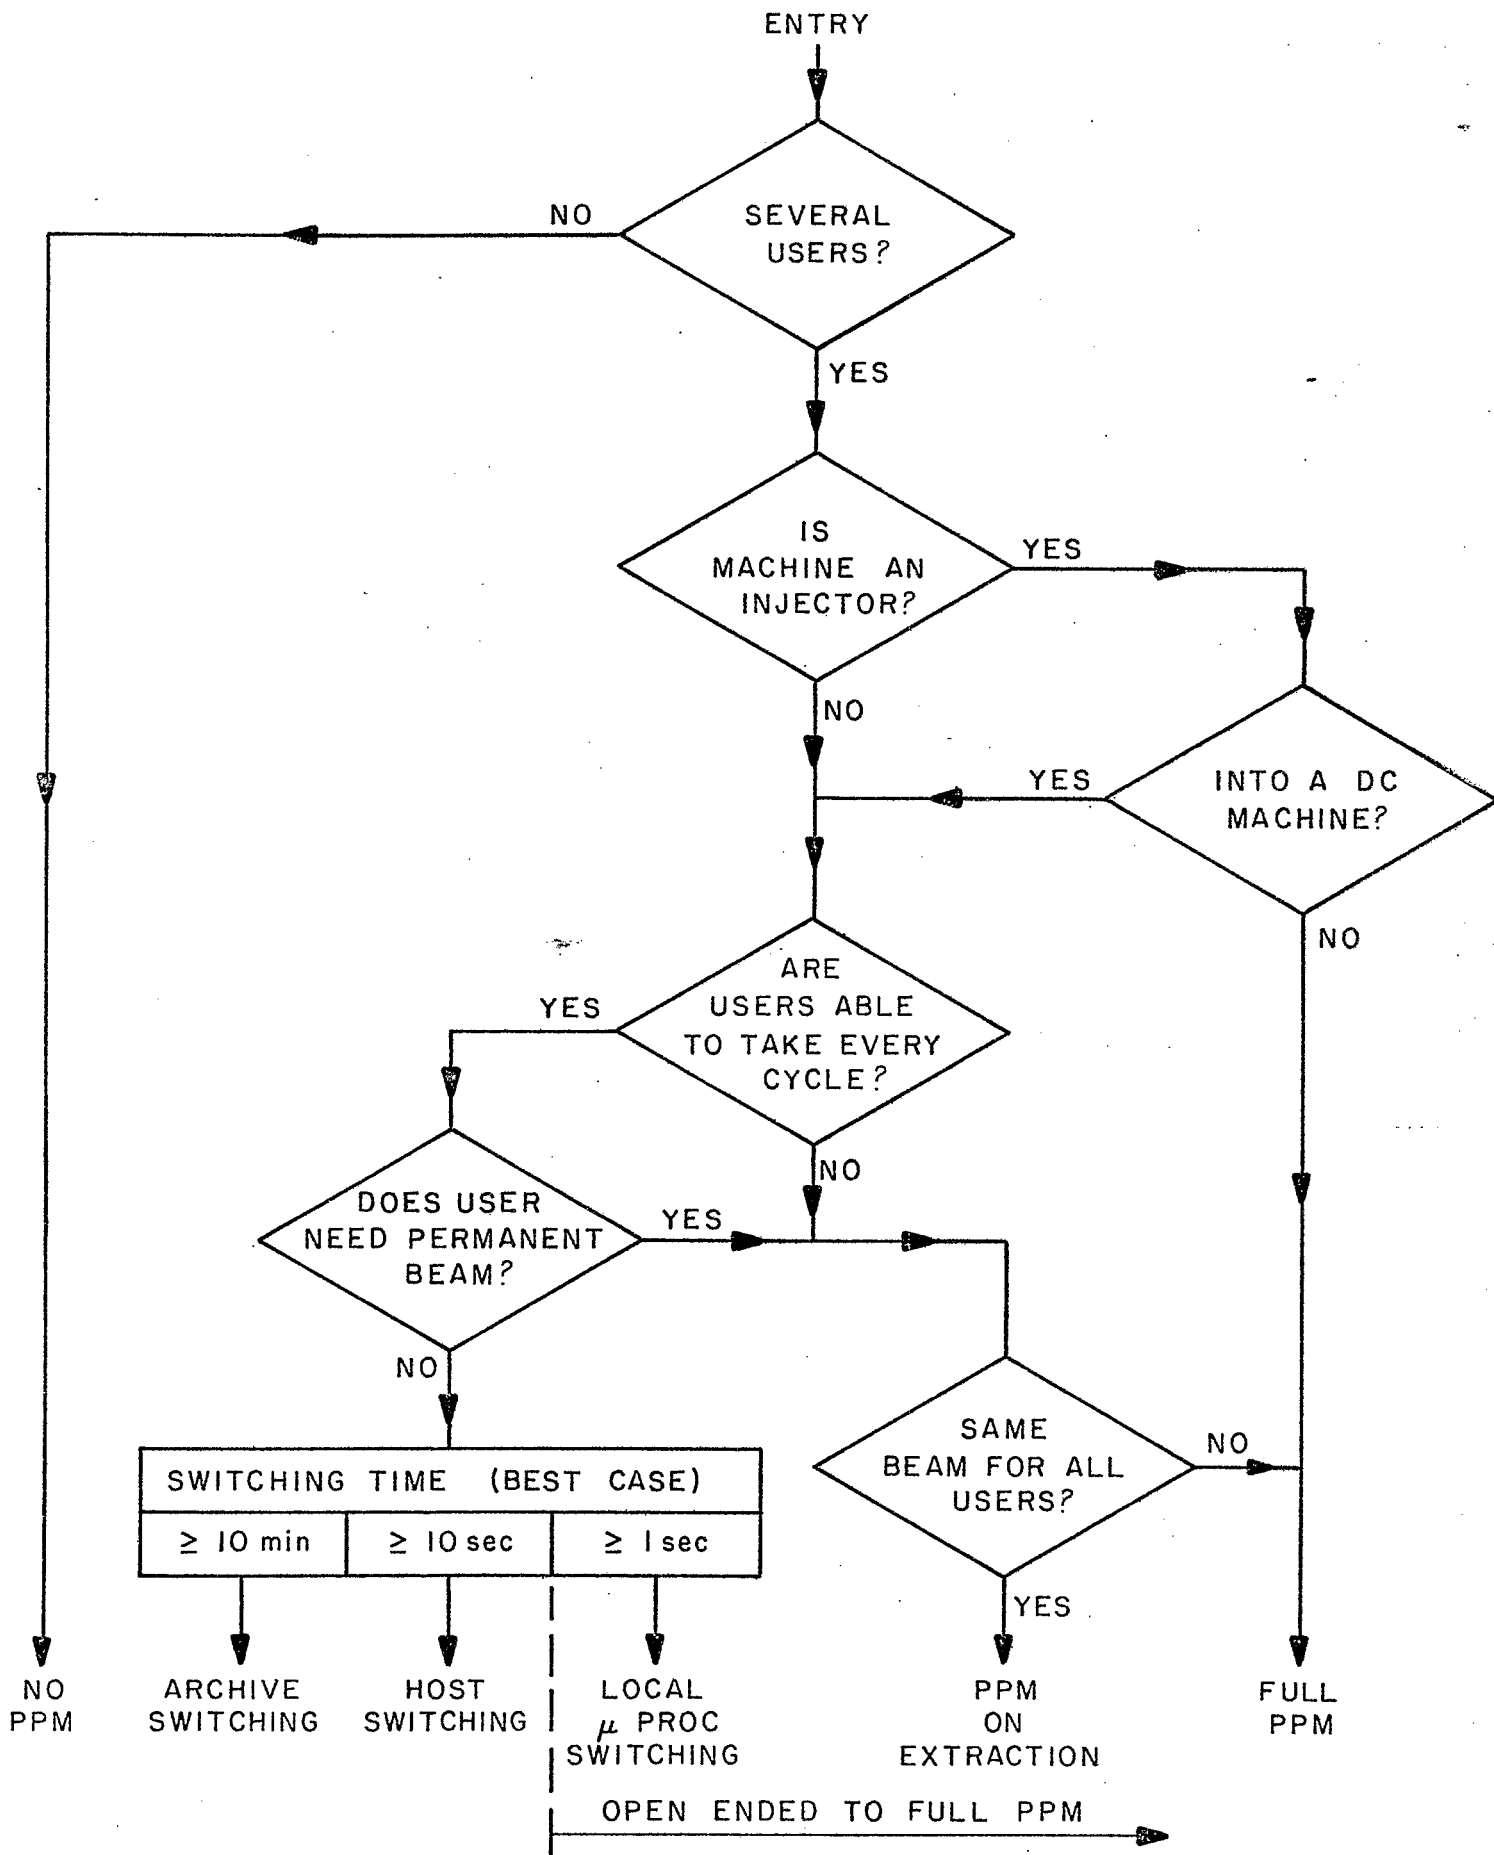 ENTRY
NO
SEVERAL
USERS?
YES
IS
MACHINE AN
INJECTOR?
YES
NO
YES
INTO A DC
MACHINE?
NO
ARE
USERS ABLE
TO TAKE EVERY
CYCLE?
YES
NO
DOES USER
NEED PERMANENT
BEAM?
YES
NO
SAME
BEAM FOR ALL
USERS?
NO
YES
SWITCHING TIME (BEST CASE)
≥ 10 min
≥ 10 sec
≥ 1 sec
NO
PPM
ARCHIVE
SWITCHING
HOST
SWITCHING
LOCAL
μ PROC
SWITCHING
PPM
ON
EXTRACTION
FULL
PPM
OPEN ENDED TO FULL PPM